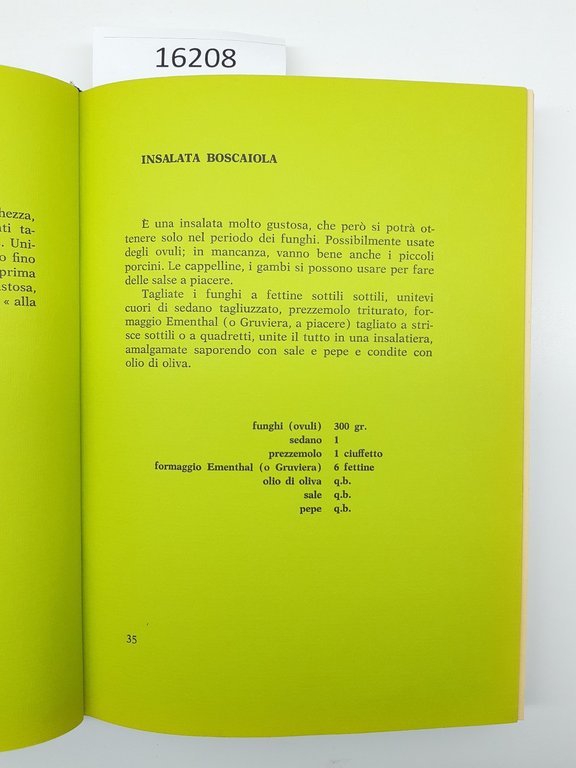 16208
hezza,
ti ta-
. Uni-
o fino
prima
stosa,
« alla
INSALATA BOSCAIOLA
È una insalata molto gustosa, che però si potrà ot-
tenere solo nel periodo dei funghi. Possibilmente usate
degli ovuli; in mancanza, vanno bene anche i piccoli
porcini. Le cappelline, i gambi si possono usare per fare
delle salse a piacere.
Tagliate i funghi a fettine sottili sottili, unitevi
cuori di sedano tagliuzzato, prezzemolo triturato, for-
maggio Ementhal (o Gruviera, a piacere) tagliato a stri-
sce sottili o a quadretti, unite il tutto in una insalatiera,
amalgamate saporendo con sale e pepe e condite con
olio di oliva.
funghi (ovuli) 300 gr.
sedano 1
prezzemolo 1 ciuffetto
formaggio Ementhal (o Gruviera) 6 fettine
olio di oliva q.b.
sale q.b.
pepe q.b.
35